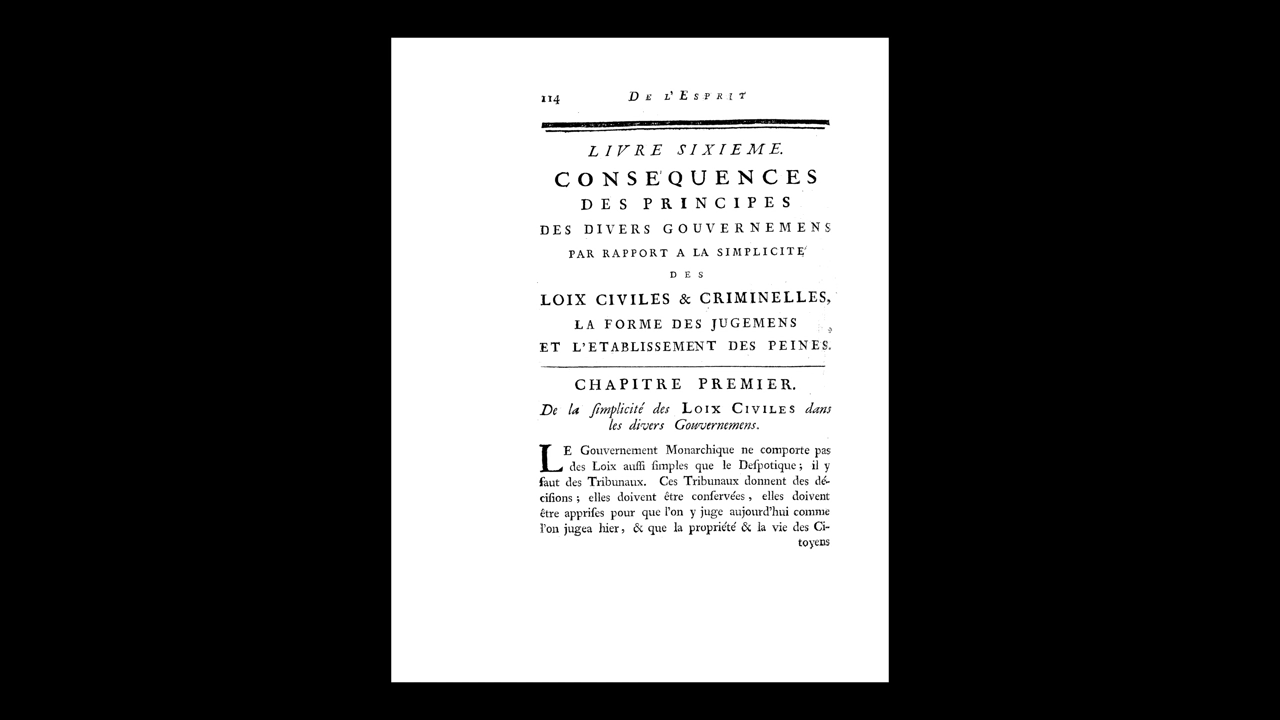 114 DE L'ESPRIT
LIVRE SIXIEME.
CONSEQUENCES
DES PRINCIPES
DES DIVERS GOUVERNEMENS
PAR RAPPORT A LA SIMPLICITÉ
DES
LOIX CIVILES & CRIMINELLES,
LA FORME DES JUGEMENS
ET L'ETABLISSEMENT DES PEINES.
CHAPITRE PREMIER.
De la ſimplicité des LOIX CIVILES dans
les divers Gouvernemens.
LE Gouvernement Monarchique ne comporte pas
des Loix auſſi ſimples que le Deſpotique; il y
faut des Tribunaux. Ces Tribunaux donnent des dé-
ciſions; elles doivent être conſervées, elles doivent
être appriſes pour que l'on y juge aujourd'hui comme
l'on jugea hier, & que la propriété & la vie des Ci-
toyens